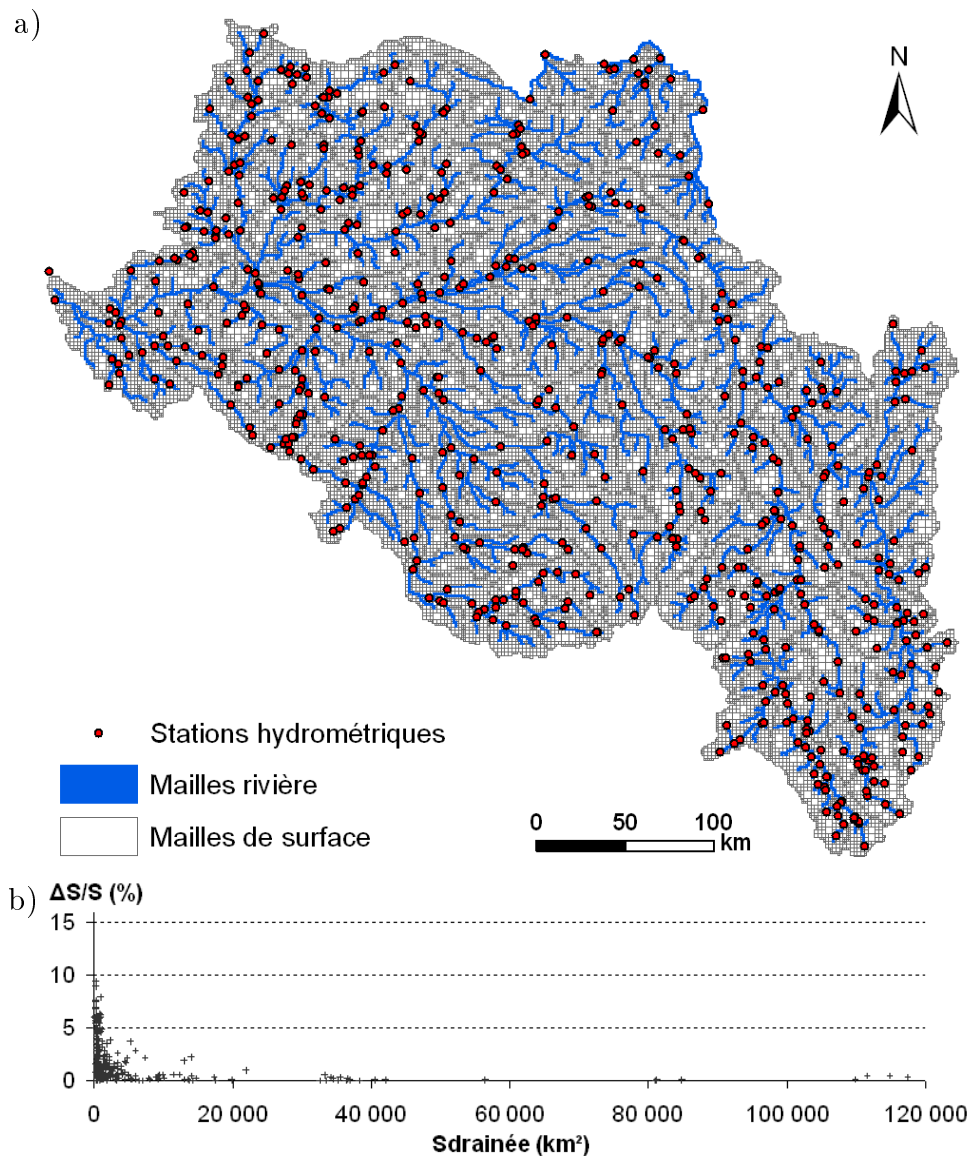 a)
N
Stations hydrométriques
Mailles rivière
Mailles de surface
0 50 100
km
b) ΔS/S (%)
15
10
5
0
0 20 000 40 000 60 000 80 000 100 000 120 000
Sdrainée (km²)